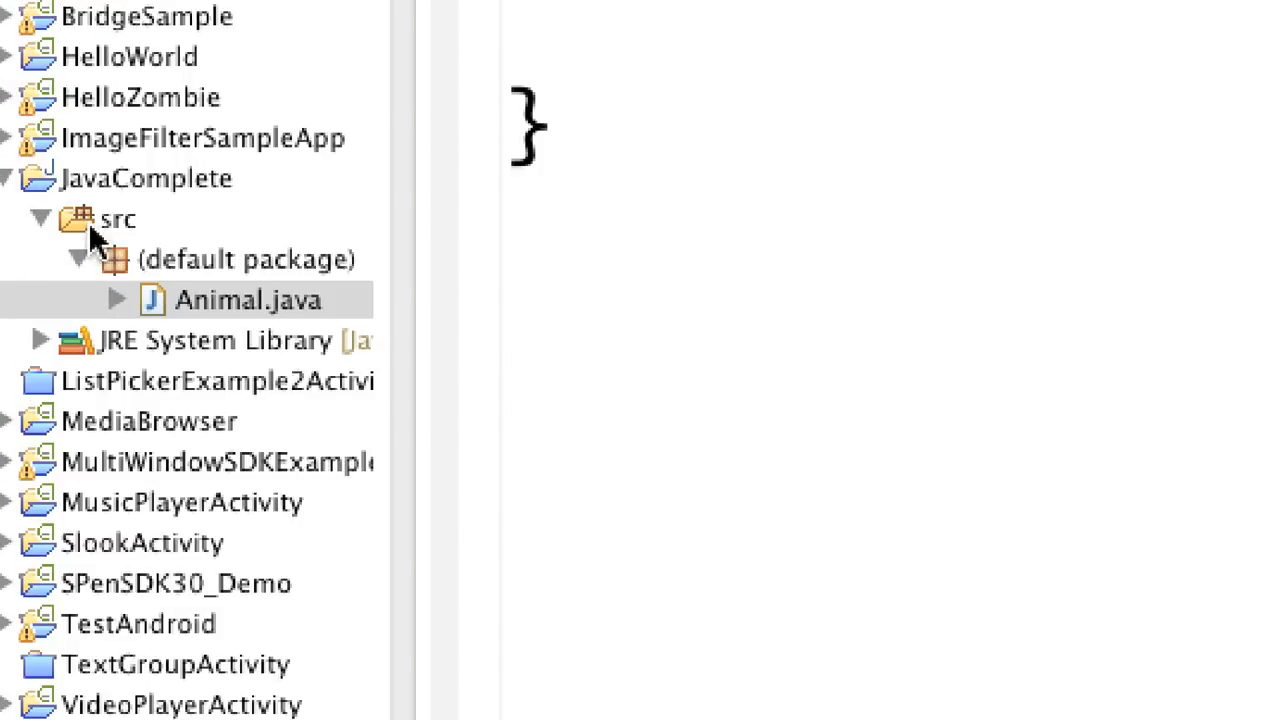 BridgeSample
HelloWorld
HelloZombie
ImageFilterSampleApp
JavaComplete
src
(default package)
Animal.java
JRE System Library [Ja
ListPickerExample2Activi
MediaBrowser
MultiWindowSDKExample
MusicPlayerActivity
SlookActivity
SPenSDK30_Demo
TestAndroid
TextGroupActivity
VideoPlayerActivity
}